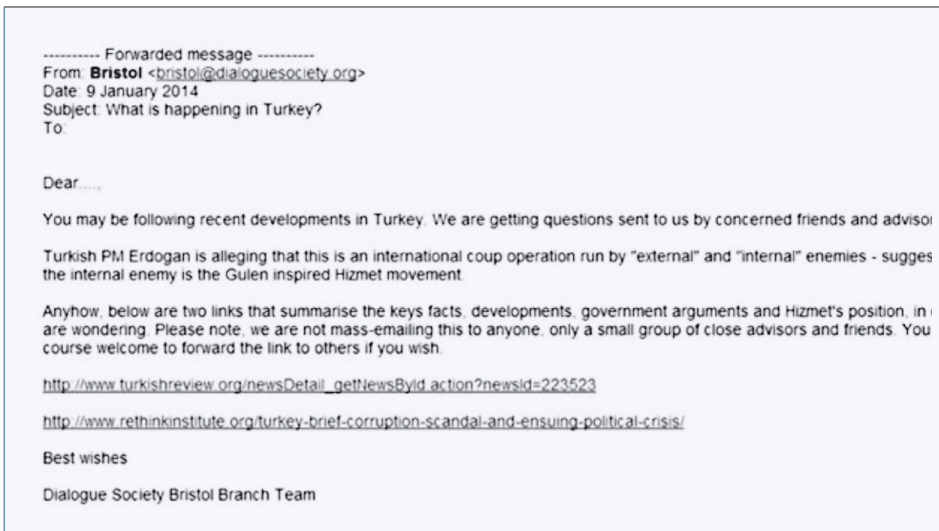 ---------- Forwarded message ----------
From: Bristol <bristol@dialoguesociety.org>
Date: 9 January 2014
Subject: What is happening in Turkey?
To:
Dear....,
You may be following recent developments in Turkey. We are getting questions sent to us by concerned friends and
Turkish PM Erdogan is alleging that this is an international coup operation run by "external" and "internal" enemies -
the internal enemy is the Gulen inspired Hizmet movement.
Anyhow, below are two links that summarise the keys facts, developments, government arguments and Hizmet's position, in
are wondering. Please note, we are not mass-emailing this to anyone, only a small group of close advisors and friends. You
course welcome to forward the link to others if you wish.
http://www.turkishreview.org/newsDetail_getNewsById.action?newsId=223523
http://www.rethinkinstitute.org/turkey-brief-corruption-scandal-and-ensuing-political-crisis/
Best wishes
Dialogue Society Bristol Branch Team